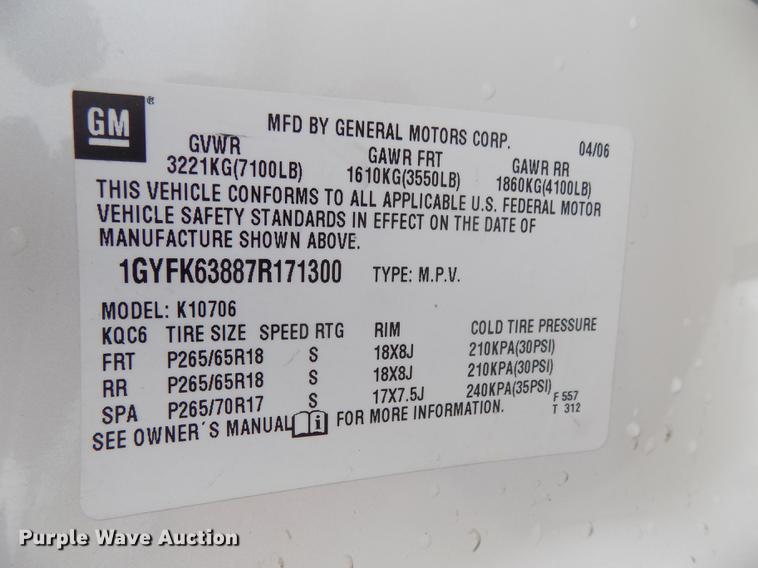 GM®
MFD BY GENERAL MOTORS CORP. 04/06
GVWR GAWR FRT GAWR RR
3221KG(7100LB) 1610KG(3550LB) 1860KG(4100LB)
THIS VEHICLE CONFORMS TO ALL APPLICABLE U.S. FEDERAL MOTOR
VEHICLE SAFETY STANDARDS IN EFFECT ON THE DATE OF
MANUFACTURE SHOWN ABOVE.
1GYFK63887R171300 TYPE: M.P.V.
MODEL: K10706
KQC6 TIRE SIZE SPEED RTG RIM COLD TIRE PRESSURE
FRT P265/65R18 S 18X8J 210KPA(30PSI)
RR P265/65R18 S 18X8J 210KPA(30PSI)
SPA P265/70R17 S 17X7.5J 240KPA(35PSI) F 557
T 312
SEE OWNER´S MANUAL FOR MORE INFORMATION.
Purple Wave Auction